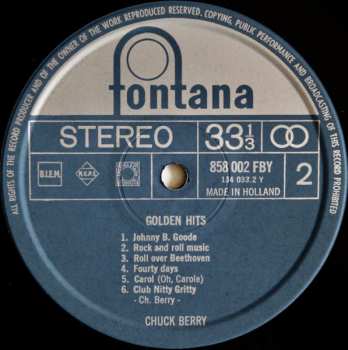 ALL RIGHTS OF THE RECORD PRODUCER AND OF THE OWNER OF THE WORK REPRODUCED RESERVED. COPYING, PUBLIC PERFORMANCE AND BROADCASTING OF THIS RECORD PROHIBITED
fontana
STEREO 33 1/3
B.I.E.M. 858 002 FBY 2
134 033.2 Y
MADE IN HOLLAND
GOLDEN HITS
1. Johnny B. Goode
2. Rock and roll music
3. Roll over Beethoven
4. Fourty days
5. Carol (Oh, Carole)
6. Club Nitty Gritty
- Ch. Berry -
CHUCK BERRY